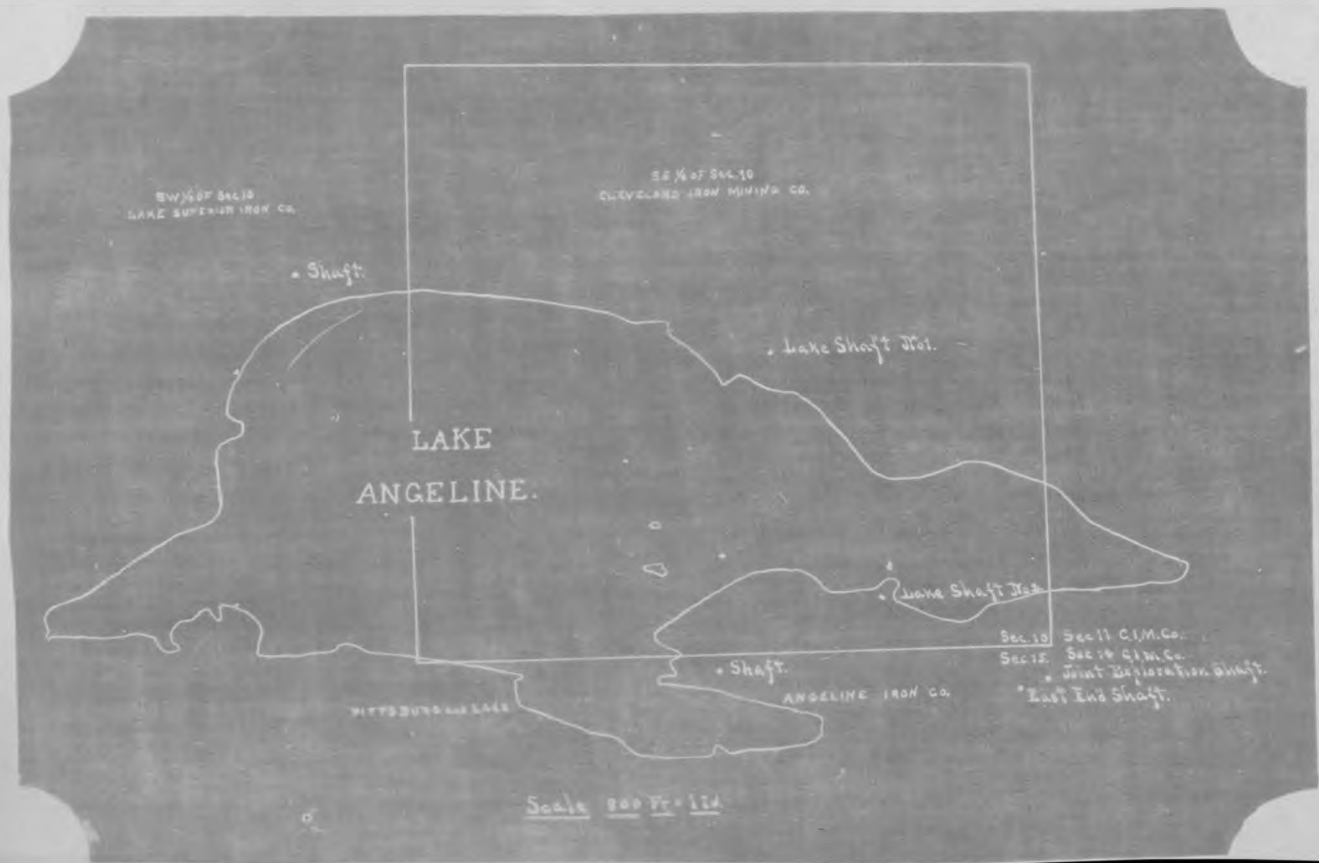 SW ¼ OF SEC. 10
LAKE SUPERIOR IRON CO.
SE ¼ OF SEC. 10
CLEVELAND IRON MINING CO.
Shaft.
Lake Shaft No1.
LAKE
ANGELINE.
Lake Shaft No2.
Sec. 10 Sec 11 C.I.M.Co.
Sec 15. Sec 14 C.I.M.Co.
Joint Exploration Shaft.
East End Shaft.
Shaft.
ANGELINE IRON CO.
PITTSBURG AND LAKE
Scale 800 Ft = 1 In